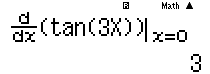 R Math ▲
d/dx(tan(3X))|x=0
3